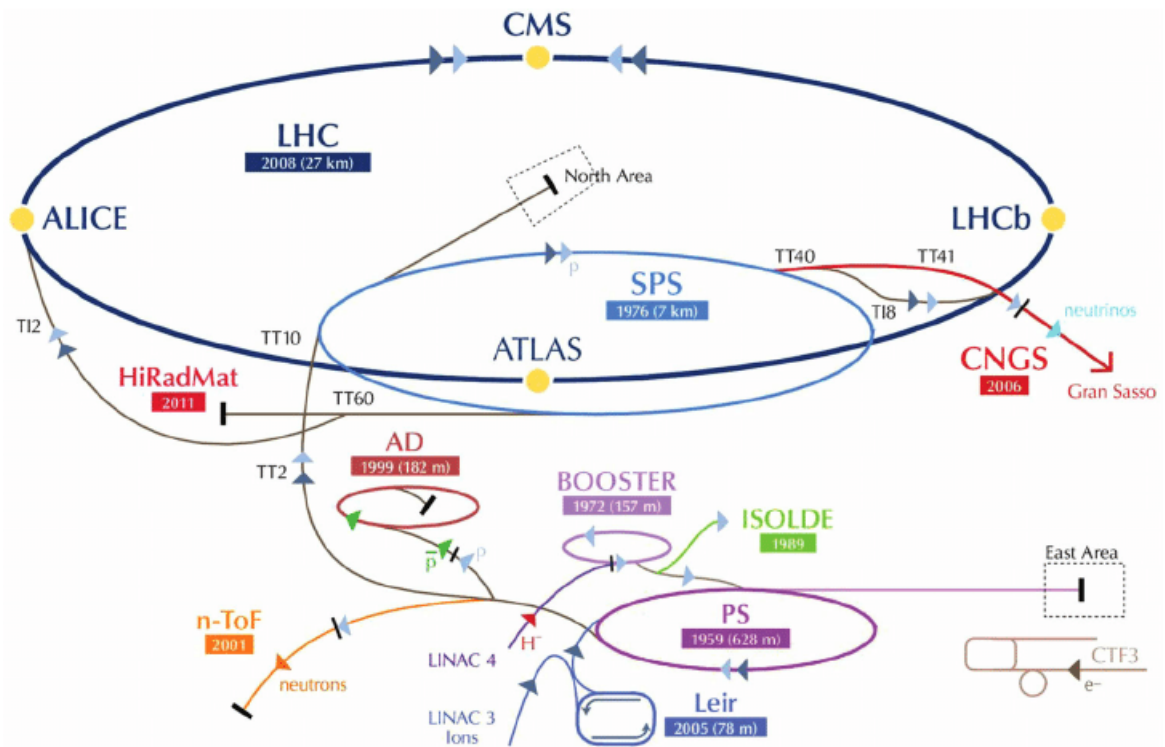 CMS
LHC
2008 (27 km)
North Area
ALICE
LHCb
TT40
TT41
p
SPS
1976 (7 km)
TI8
neutrinos
TI2
TT10
ATLAS
CNGS
2006
HiRadMat
2011
Gran Sasso
TT60
AD
1999 (182 m)
TT2
BOOSTER
1972 (157 m)
ISOLDE
1989
East Area
p̅
p
n-ToF
2001
PS
1959 (628 m)
H⁻
LINAC 4
CTF3
neutrons
e−
LINAC 3
Ions
Leir
2005 (78 m)